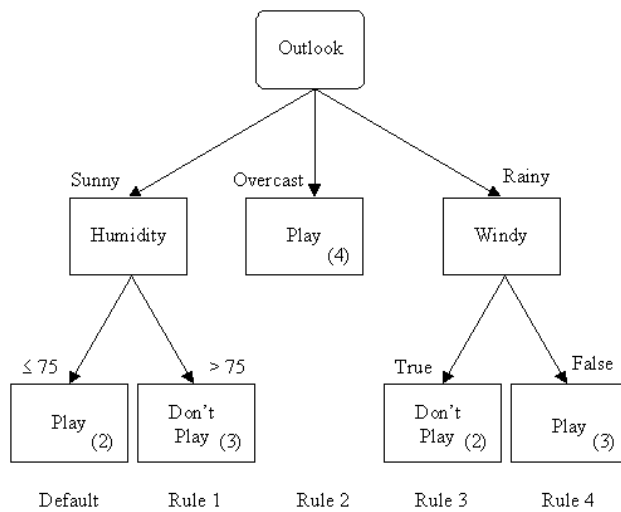 Outlook
Sunny
Overcast
Rainy
Humidity
Play
(4)
Windy
≤ 75
> 75
True
False
Play
(2)
Don't
Play (3)
Don't
Play (2)
Play
(3)
Default
Rule 1
Rule 2
Rule 3
Rule 4